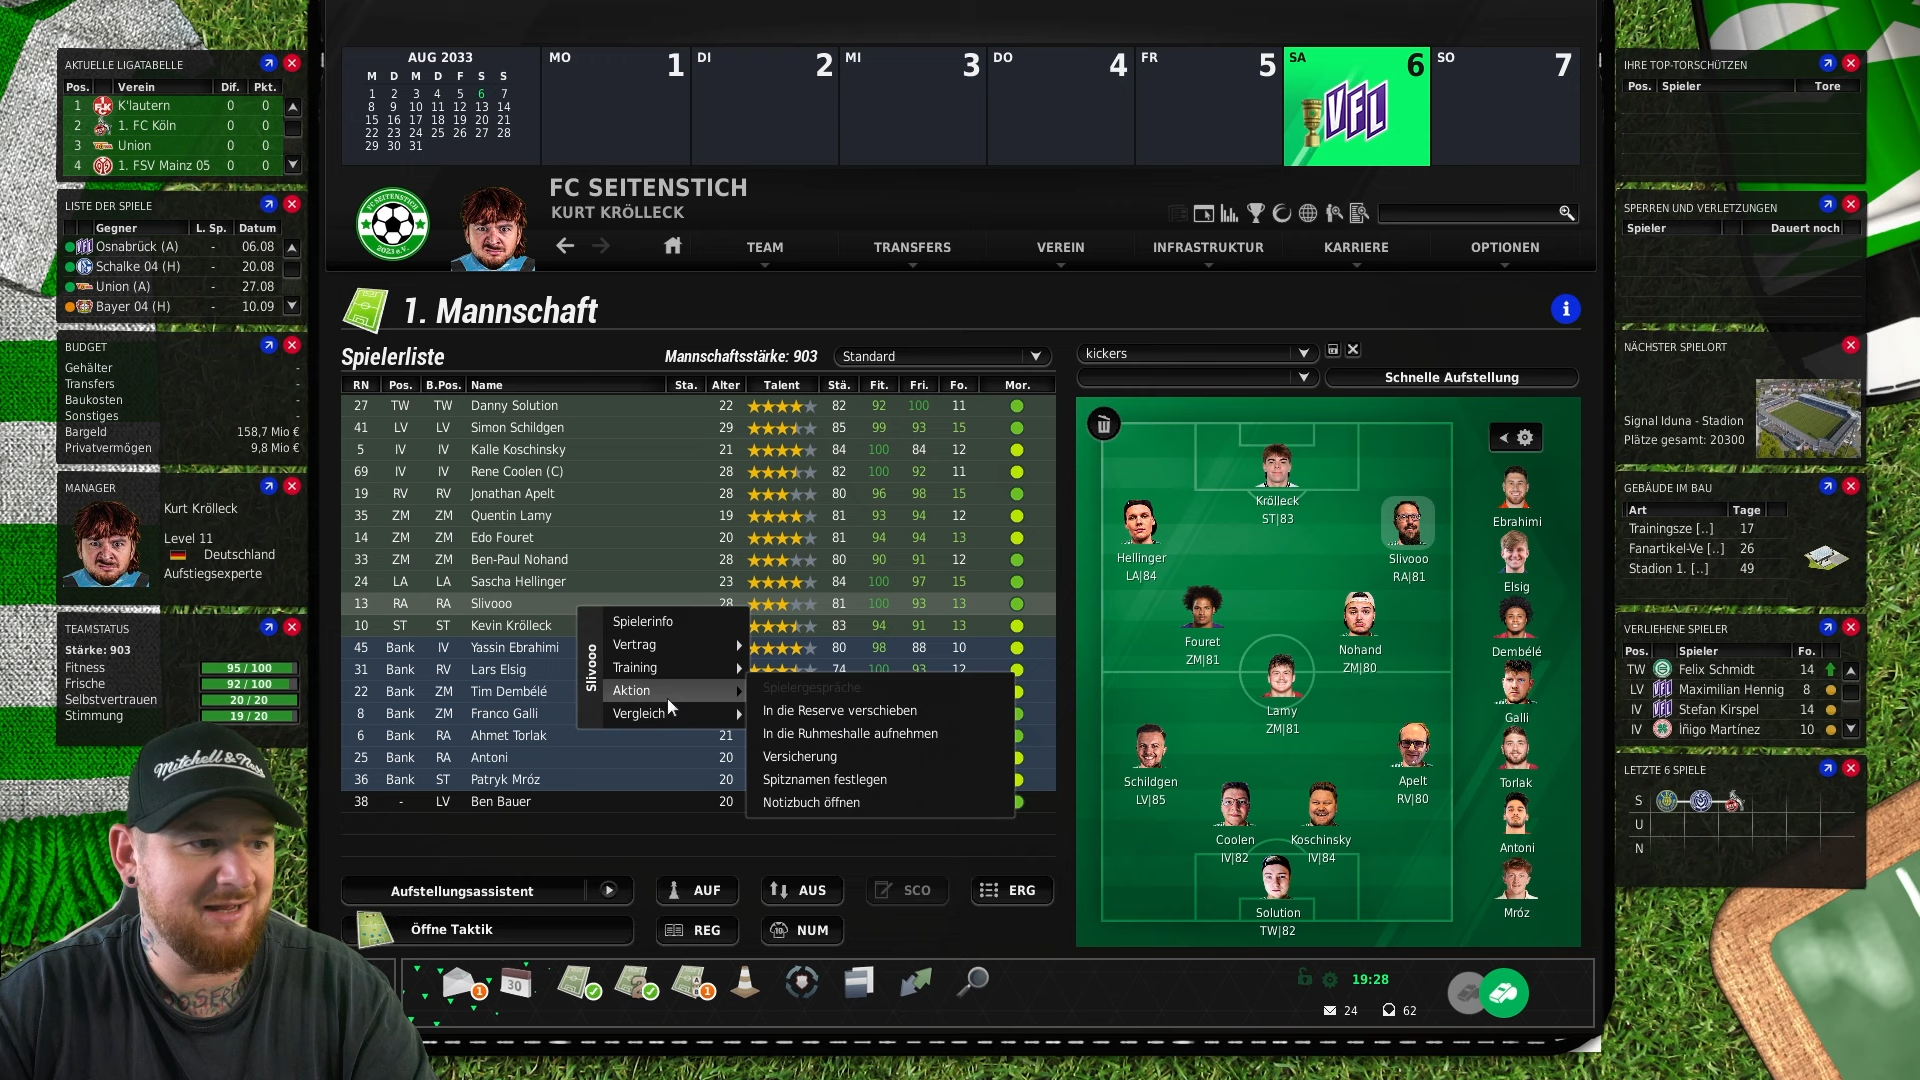 AKTUELLE LIGATABELLE
Pos. Verein Dif. Pkt.
1 K'lautern 0 0
2 1. FC Köln 0 0
3 Union 0 0
4 1. FSV Mainz 05 0 0
LISTE DER SPIELE
Gegner L. Sp. Datum
Osnabrück (A) - 06.08
Schalke 04 (H) - 20.08
Union (A) - 27.08
Bayer 04 (H) - 10.09
BUDGET
Gehälter -
Transfers -
Baukosten -
Sonstiges -
Bargeld 158,7 Mio €
Privatvermögen 9,8 Mio €
MANAGER
Kurt Krölleck
Level 11
Deutschland
Aufstiegsexperte
TEAMSTATUS
Stärke: 903
Fitness 95 / 100
Frische 92 / 100
Selbstvertrauen 20 / 20
Stimmung 19 / 20
Mitchell & Ness
AUG 2033
M D M D F S S
1 2 3 4 5 6 7
8 9 10 11 12 13 14
15 16 17 18 19 20 21
22 23 24 25 26 27 28
29 30 31
MO 1
DI 2
MI 3
DO 4
FR 5
SA 6
VFL
SO 7
FC SEITENSTICH
2023 e.V.
FC SEITENSTICH
KURT KRÖLLECK
TEAM TRANSFERS VEREIN INFRASTRUKTUR KARRIERE OPTIONEN
1. Mannschaft
i
Spielerliste
Mannschaftsstärke: 903
Standard
RN Pos. B.Pos. Name Sta. Alter Talent Stä. Fit. Fri. Fo. Mor.
27 TW TW Danny Solution 22 82 92 100 11
41 LV LV Simon Schildgen 29 85 99 93 15
5 IV IV Kalle Koschinsky 21 84 100 84 12
69 IV IV Rene Coolen (C) 28 82 100 92 11
19 RV RV Jonathan Apelt 28 80 96 98 15
35 ZM ZM Quentin Lamy 19 81 93 94 12
14 ZM ZM Edo Fouret 20 81 94 94 13
33 ZM ZM Ben-Paul Nohand 28 80 90 91 12
24 LA LA Sascha Hellinger 23 84 100 97 15
13 RA RA Slivooo 28 81 100 93 13
10 ST ST Kevin Krölleck 83 94 91 13
45 Bank IV Yassin Ebrahimi 80 98 88 10
31 Bank RV Lars Elsig 74 100 93 12
22 Bank ZM Tim Dembélé
8 Bank ZM Franco Galli
6 Bank RA Ahmet Torlak 21
25 Bank RA Antoni 20
36 Bank ST Patryk Mróz 20
38 - LV Ben Bauer 20
Slivooo
Spielerinfo
Vertrag
Training
Aktion
Vergleich
Spielergespräche
In die Reserve verschieben
In die Ruhmeshalle aufnehmen
Versicherung
Spitznamen festlegen
Notizbuch öffnen
Aufstellungsassistent
AUF
AUS
SCO
ERG
Öffne Taktik
REG
NUM
kickers
Schnelle Aufstellung
Krölleck
ST|83
Hellinger
LA|84
Slivooo
RA|81
Fouret
ZM|81
Nohand
ZM|80
Lamy
ZM|81
Schildgen
LV|85
Apelt
RV|80
Coolen
IV|82
Koschinsky
IV|84
Solution
TW|82
Ebrahimi
Elsig
Dembélé
Galli
Torlak
Antoni
Mróz
1
30
1
19:28
24
62
IHRE TOP-TORSCHÜTZEN
Pos. Spieler Tore
SPERREN UND VERLETZUNGEN
Spieler Dauert noch
NÄCHSTER SPIELORT
Signal Iduna - Stadion
Plätze gesamt: 20300
GEBÄUDE IM BAU
Art Tage
Trainingsze [..] 17
Fanartikel-Ve [..] 26
Stadion 1. [..] 49
VERLIEHENE SPIELER
Pos. Spieler Fo.
TW Felix Schmidt 14
LV Maximilian Hennig 8
IV Stefan Kirspel 14
IV Iñigo Martínez 10
LETZTE 6 SPIELE
S
U
N